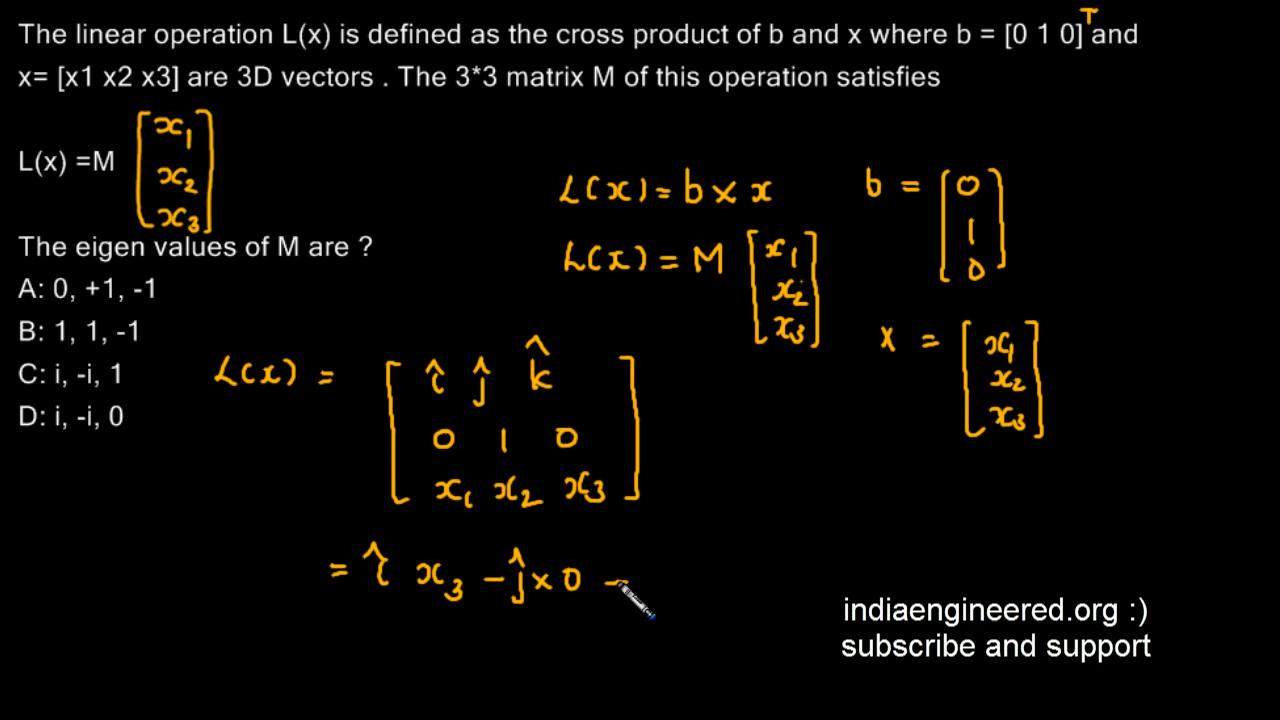 The linear operation L(x) is defined as the cross product of b and x where b = [0 1 0]ᵀ and
x= [x1 x2 x3] are 3D vectors . The 3*3 matrix M of this operation satisfies
L(x) =M [x₁
x₂
x₃]
L(x) = b × x
b = [0
1
0]
L(x) = M [x₁
x₂
x₃]
The eigen values of M are ?
A: 0, +1, -1
B: 1, 1, -1
C: i, -i, 1
D: i, -i, 0
x = [x₁
x₂
x₃]
L(x) = [î ĵ k̂
0 1 0
x₁ x₂ x₃]
= î x₃ - ĵ × 0 -
indiaengineered.org :)
subscribe and support